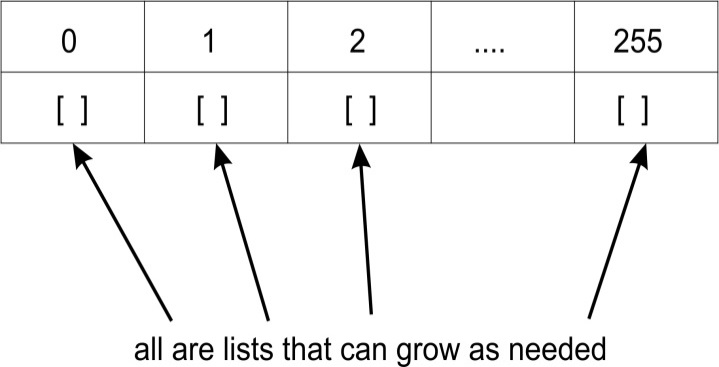 0 1 2 .... 255
[ ] [ ] [ ] [ ]
all are lists that can grow as needed